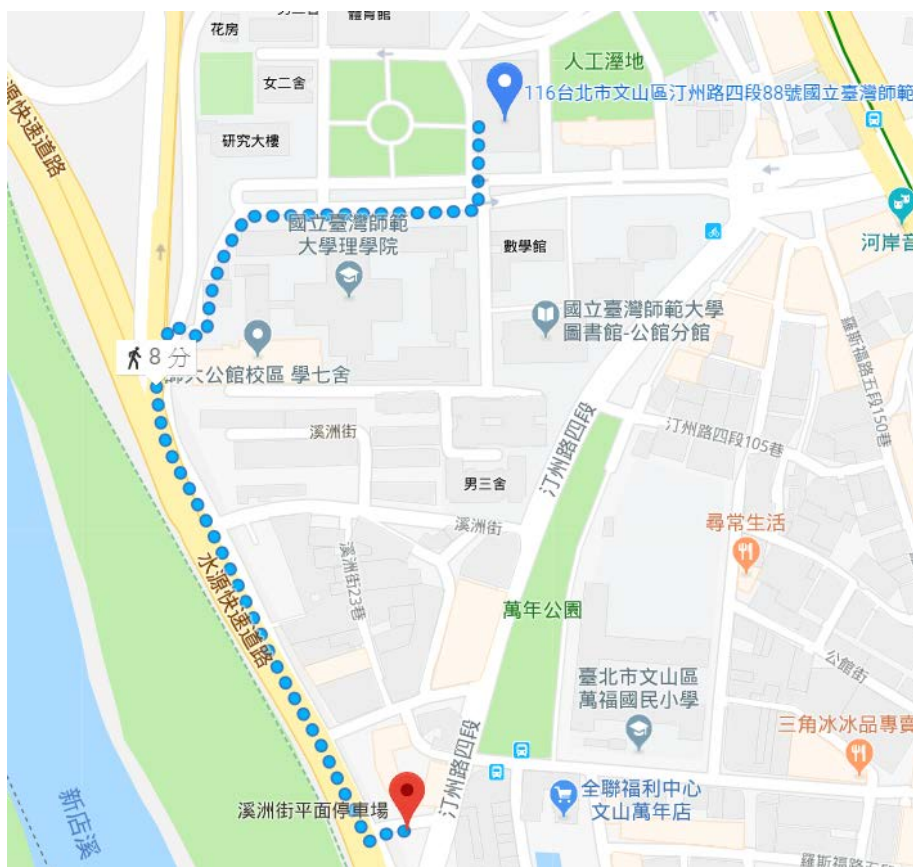 體育館
花房
人工溼地
女二舍
116台北市文山區汀州路四段88號國立臺灣師範
水源快速道路
研究大樓
國立臺灣師範
大學理學院
數學館
河岸音
國立臺灣師範大學
圖書館-公館分館
羅斯福路五段150巷
8 分
師大公館校區 學七舍
汀州路四段
汀州路四段105巷
溪洲街
男三舍
溪洲街
尋常生活
溪洲街23巷
水源快速道路
萬年公園
公館街
臺北市文山區
萬福國民小學
三角冰冰品專賣
汀州路四段
新店溪
溪洲街平面停車場
全聯福利中心
文山萬年店